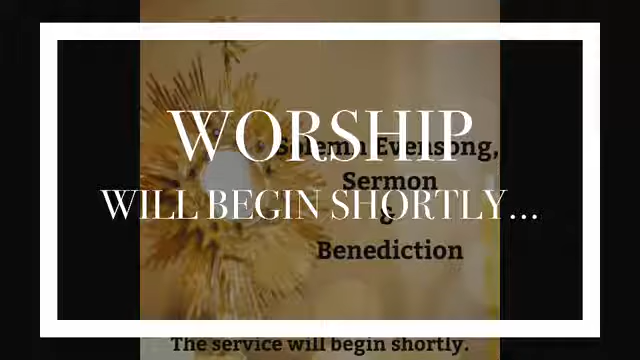 WORSHIP
Solemn Evensong,
Sermon
WILL BEGIN SHORTLY...
&
Benediction
The service will begin shortly.